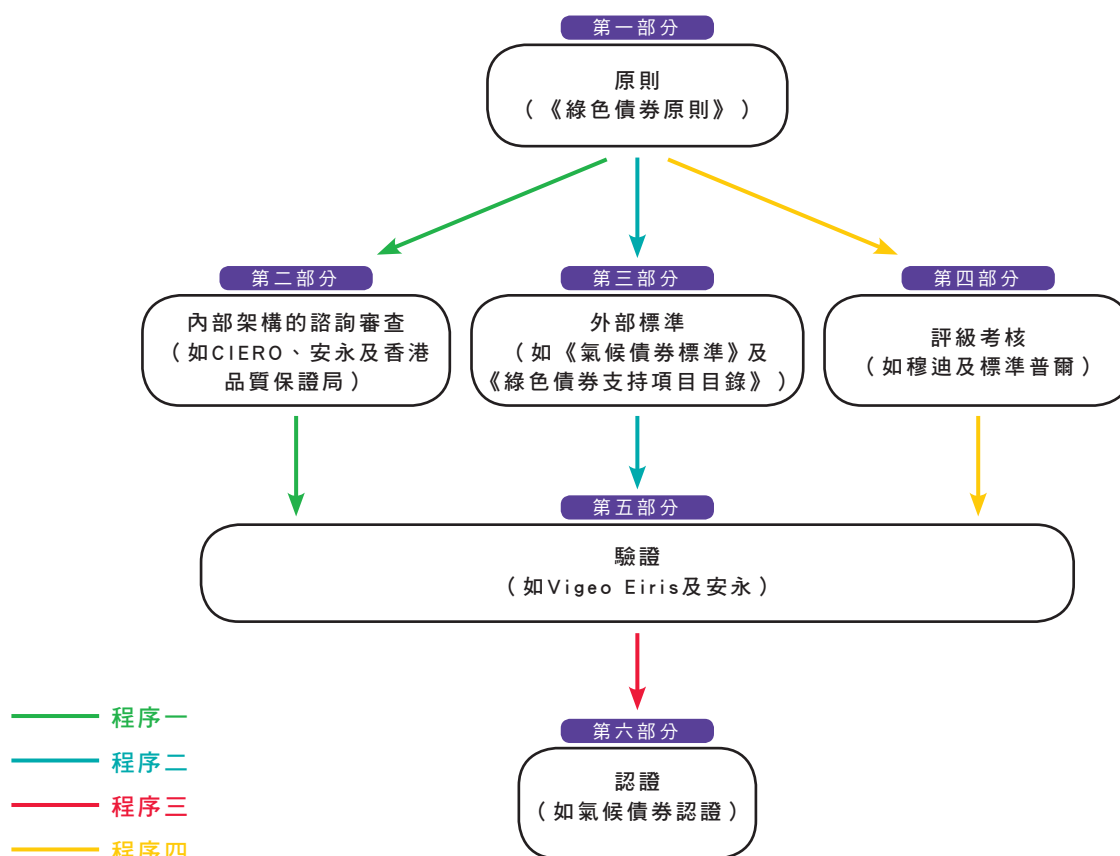 第一部分
原則
（《綠色債券原則》）
第二部分
內部架構的諮詢審查
（如CIERO、安永及香港
品質保證局）
第三部分
外部標準
（如《氣候債券標準》及
《綠色債券支持項目目錄》）
第四部分
評級考核
（如穆迪及標準普爾）
第五部分
驗證
（如Vigeo Eiris及安永）
第六部分
認證
（如氣候債券認證）
程序一
程序二
程序三
程序四